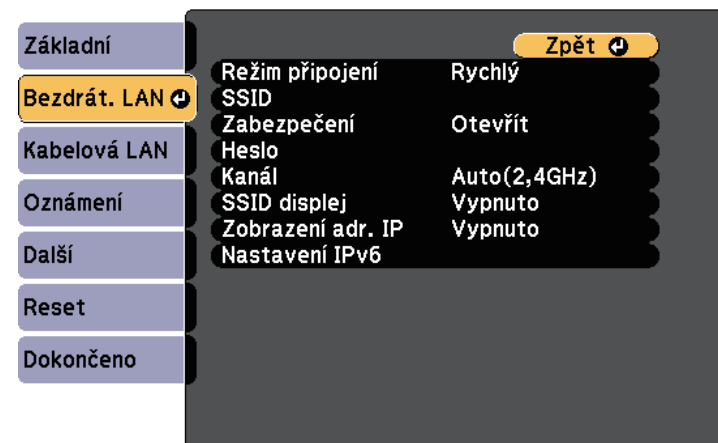 Základní
Bezdrát. LAN
Kabelová LAN
Oznámení
Další
Reset
Dokončeno
Zpět
Režim připojení Rychlý
SSID
Zabezpečení Otevřít
Heslo
Kanál Auto(2,4GHz)
SSID displej Vypnuto
Zobrazení adr. IP Vypnuto
Nastavení IPv6